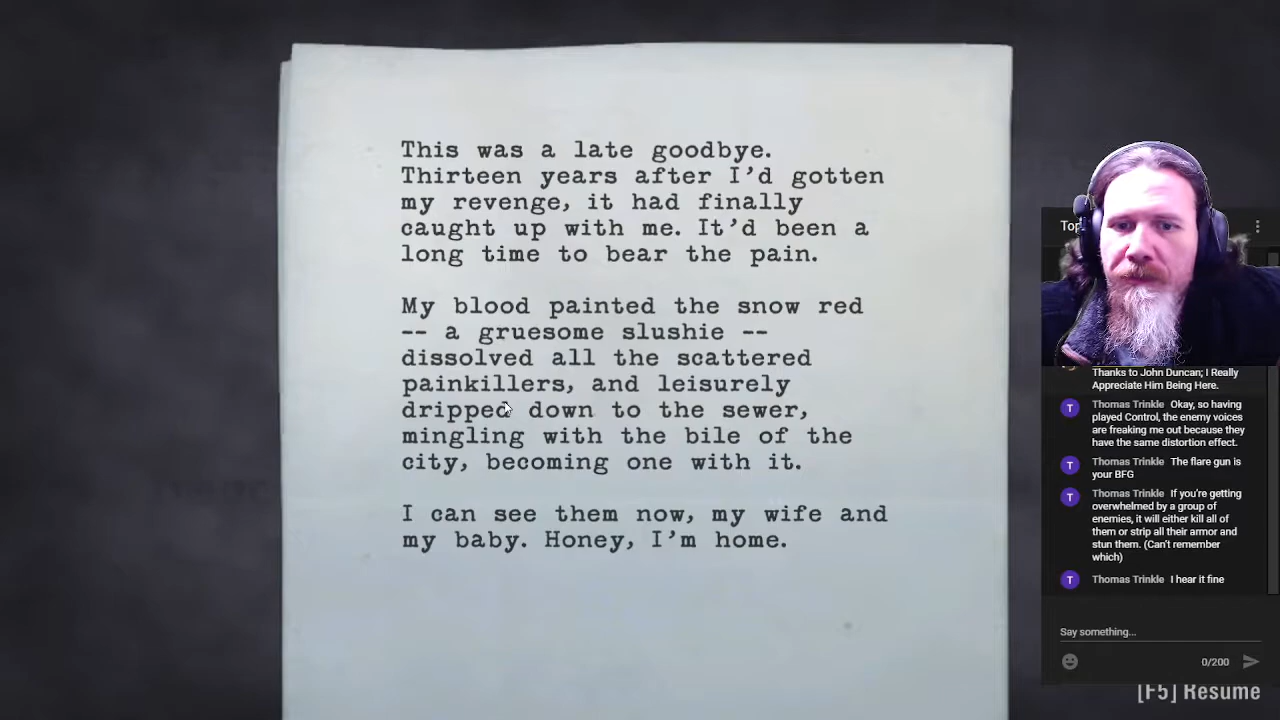 This was a late goodbye.
Thirteen years after I'd gotten
my revenge, it had finally
caught up with me. It'd been a
long time to bear the pain.
My blood painted the snow red
-- a gruesome slushie --
dissolved all the scattered
painkillers, and leisurely
dripped down to the sewer,
mingling with the bile of the
city, becoming one with it.
I can see them now, my wife and
my baby. Honey, I'm home.
Top
Thanks to John Duncan; I Really
Appreciate Him Being Here.
T Thomas Trinkle Okay, so having
played Control, the enemy voices
are freaking me out because they
have the same distortion effect.
T Thomas Trinkle The flare gun is
your BFG
T Thomas Trinkle If you're getting
overwhelmed by a group of
enemies, it will either kill all of
them or strip all their armor and
stun them. (Can't remember
which)
T Thomas Trinkle I hear it fine
Say something...
0/200
[F5] Resume